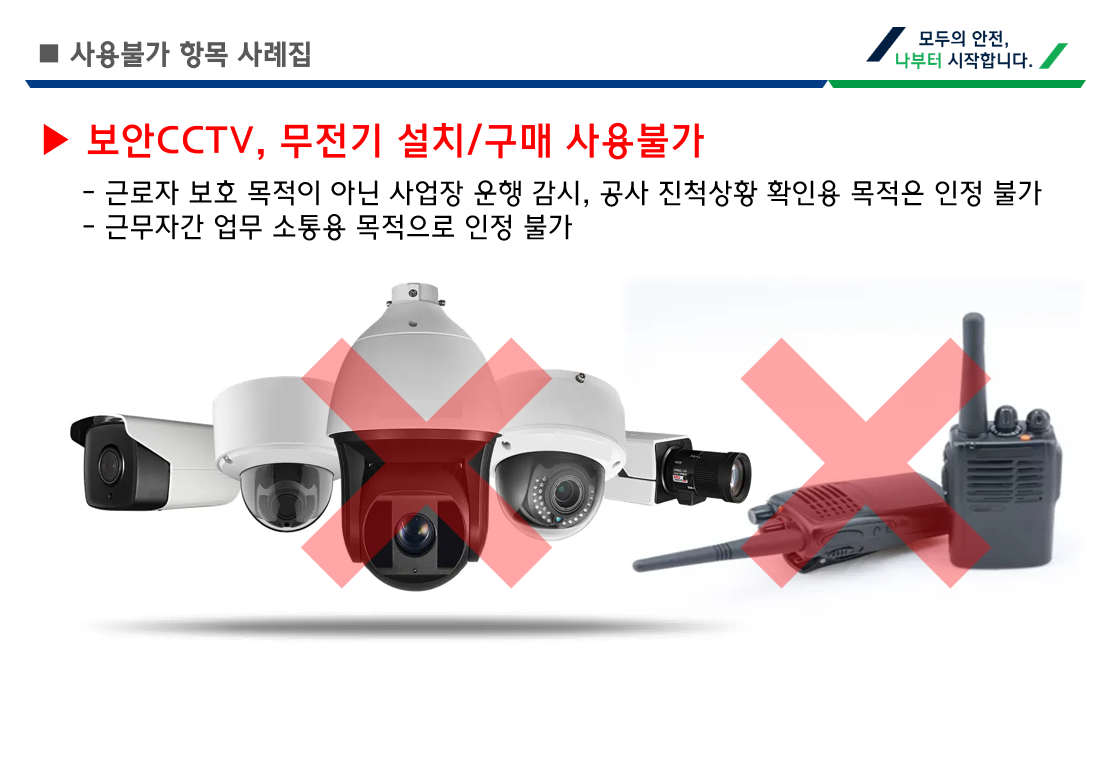 ■ 사용불가 항목 사례집
모두의 안전,
나부터 시작합니다.
▶ 보안CCTV, 무전기 설치/구매 사용불가
- 근로자 보호 목적이 아닌 사업장 운행 감시, 공사 진척상황 확인용 목적은 인정 불가
- 근무자간 업무 소통용 목적으로 인정 불가